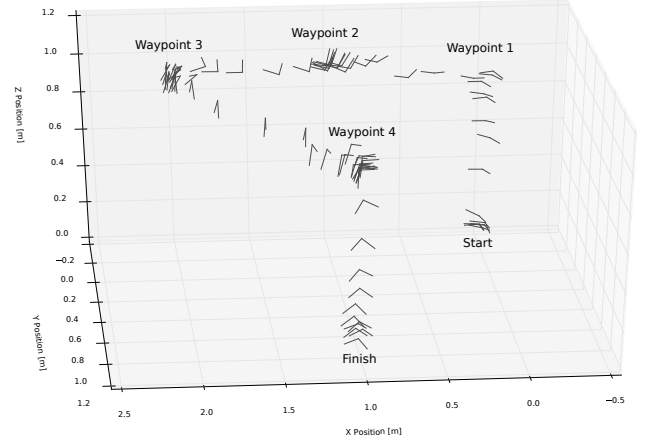 1.2
Waypoint 2
Waypoint 3
Waypoint 1
1.0
0.8
Z Position [m]
0.6
Waypoint 4
0.4
0.2
0.0
Start
−0.2
0.0
0.2
0.4
Y Position [m]
0.6
Finish
0.8
1.0
1.2
2.5 2.0 1.5 1.0 0.5 0.0 −0.5
X Position [m]